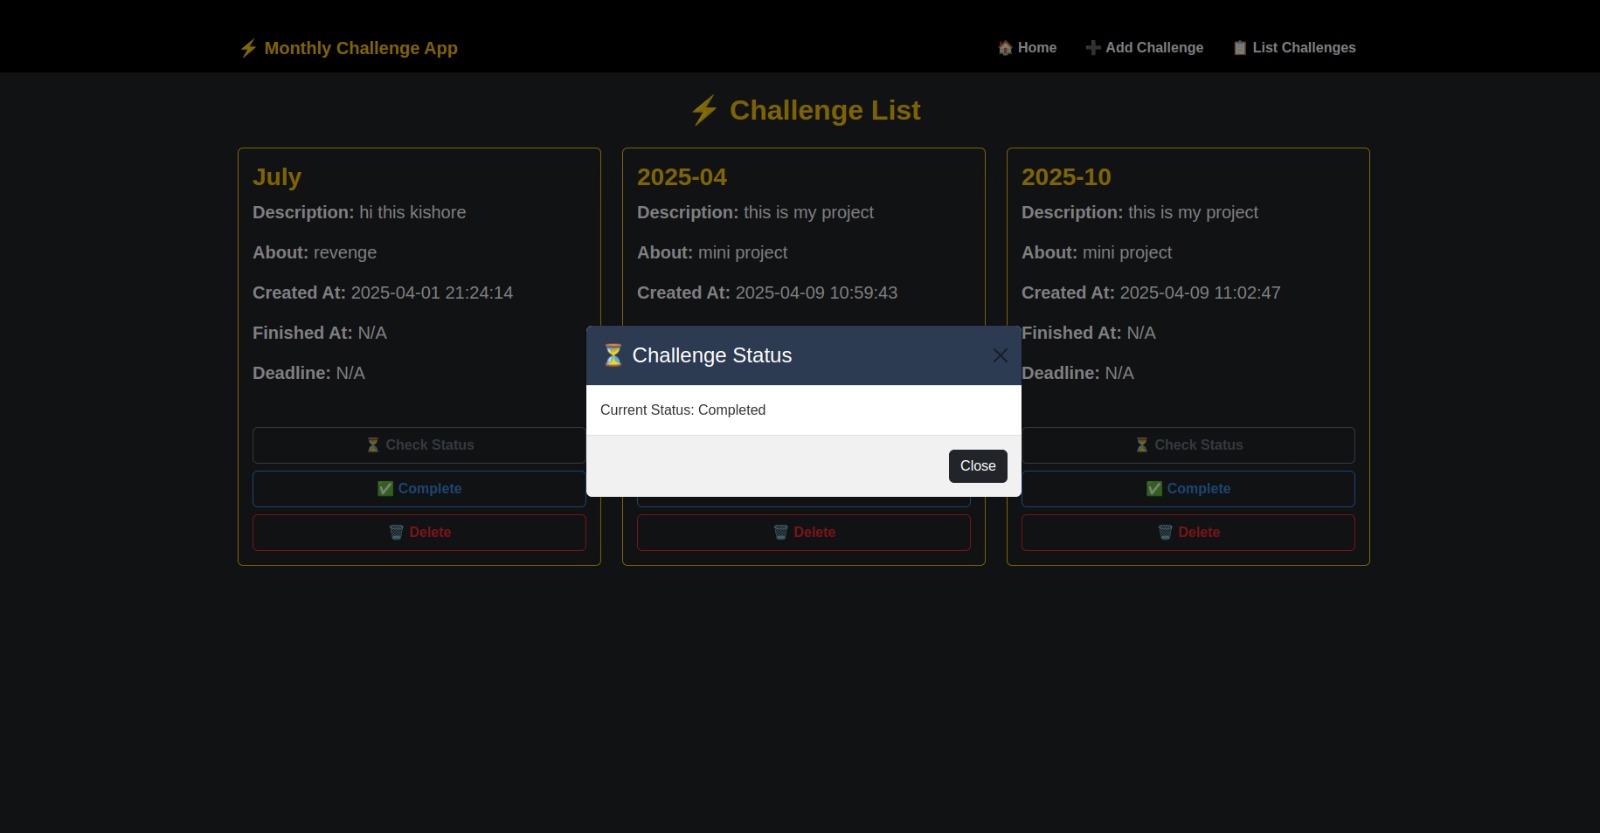 ⚡ Monthly Challenge App
🏠 Home ➕ Add Challenge 📋 List Challenges
⚡ Challenge List
July
Description: hi this kishore
About: revenge
Created At: 2025-04-01 21:24:14
Finished At: N/A
Deadline: N/A
⏳ Check Status
✅ Complete
🗑️ Delete
2025-04
Description: this is my project
About: mini project
Created At: 2025-04-09 10:59:43
🗑️ Delete
2025-10
Description: this is my project
About: mini project
Created At: 2025-04-09 11:02:47
Finished At: N/A
Deadline: N/A
⏳ Check Status
✅ Complete
🗑️ Delete
⏳ Challenge Status
Current Status: Completed
Close